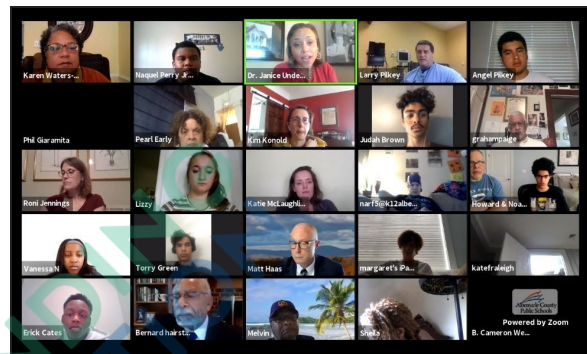 Karen Waters-...
Naquel Perry Jr...
Dr. Janice Unde...
Larry Pilkey
Angel Pilkey
Phil Giaramita
Pearl Early
Kim Konold
Judah Brown
grahampaige
Roni Jennings
Lizzy
Katie McLaughli...
narf5@k12albe...
Howard & Noa...
Vanessa N
Torry Green
Matt Haas
margaret's iPa...
katefraleigh
Erick Cates
Bernard hairst...
Melvin
Sheila
Albemarle County
Public Schools
Powered by Zoom
B. Cameron We...